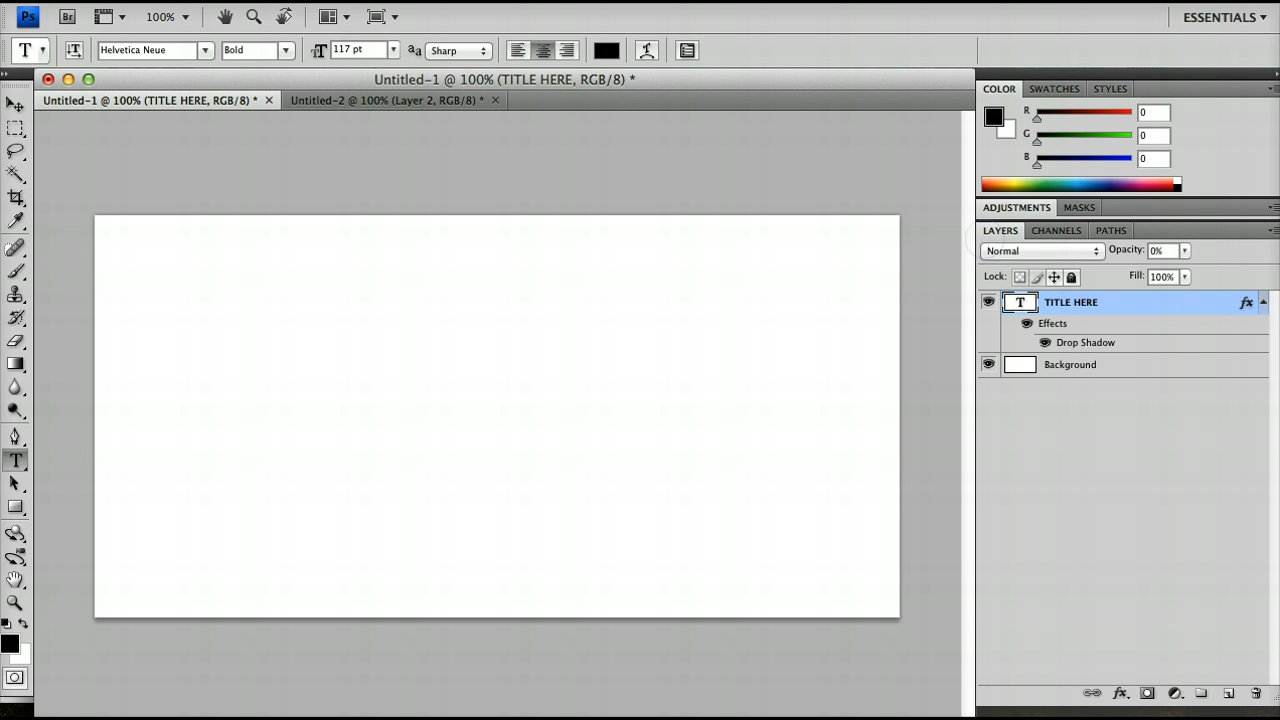 Ps Br 100% ESSENTIALS
T T Helvetica Neue Bold T 117 pt aa Sharp
Untitled-1 @ 100% (TITLE HERE, RGB/8) *
Untitled-1 @ 100% (TITLE HERE, RGB/8) * Untitled-2 @ 100% (Layer 2, RGB/8) *
COLOR SWATCHES STYLES
R 0
G 0
B 0
ADJUSTMENTS MASKS
LAYERS CHANNELS PATHS
Normal Opacity: 0%
Lock: Fill: 100%
T TITLE HERE fx
Effects
Drop Shadow
Background
T
fx